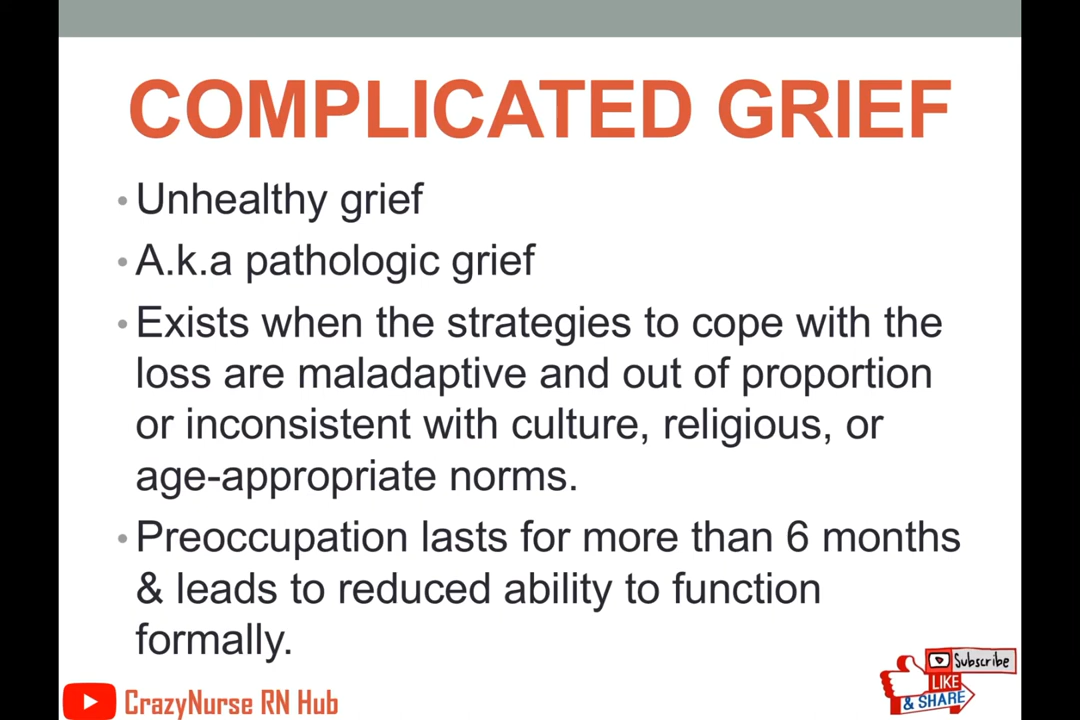 COMPLICATED GRIEF
• Unhealthy grief
• A.k.a pathologic grief
• Exists when the strategies to cope with the
loss are maladaptive and out of proportion
or inconsistent with culture, religious, or
age-appropriate norms.
• Preoccupation lasts for more than 6 months
& leads to reduced ability to function
formally.
Subscribe
LIKE
& SHARE
CrazyNurse RN Hub